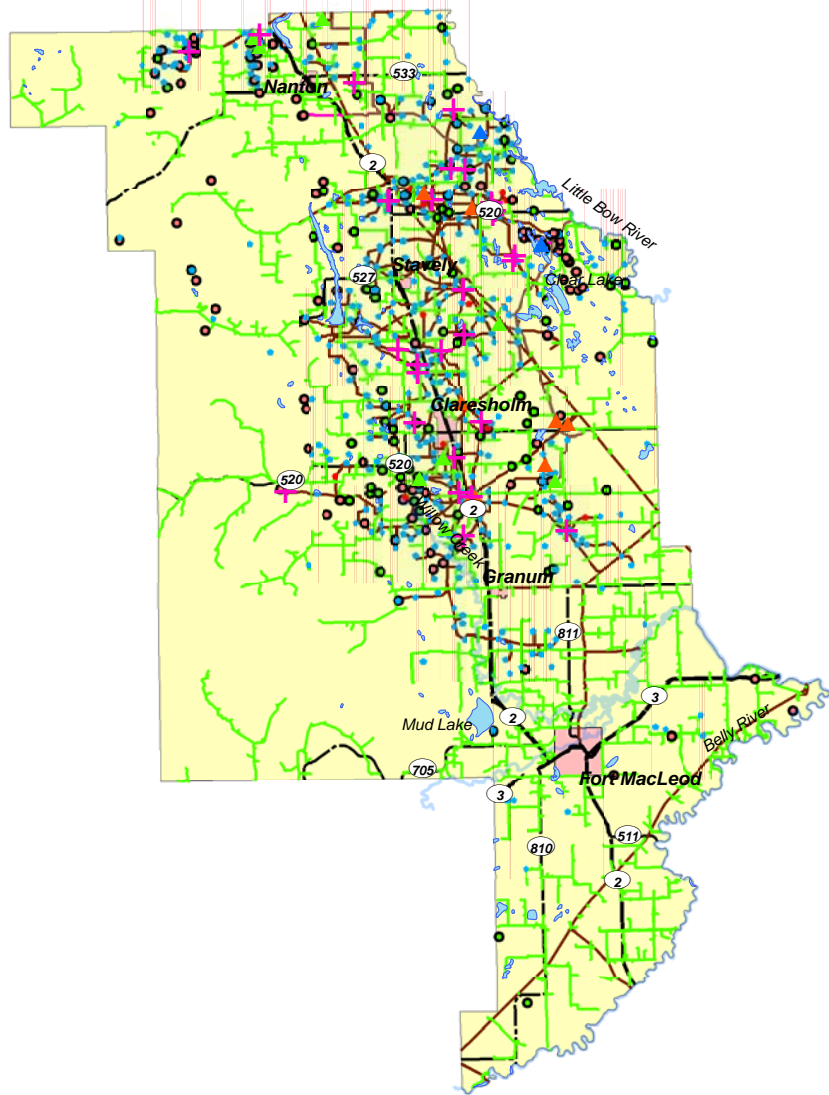 533
Nanton
2
Little Bow River
520
Stavely
527
Clear Lake
Claresholm
520
520
2
Willow Creek
Granum
811
3
Mud Lake
2
Belly River
705
Fort MacLeod
3
511
810
2